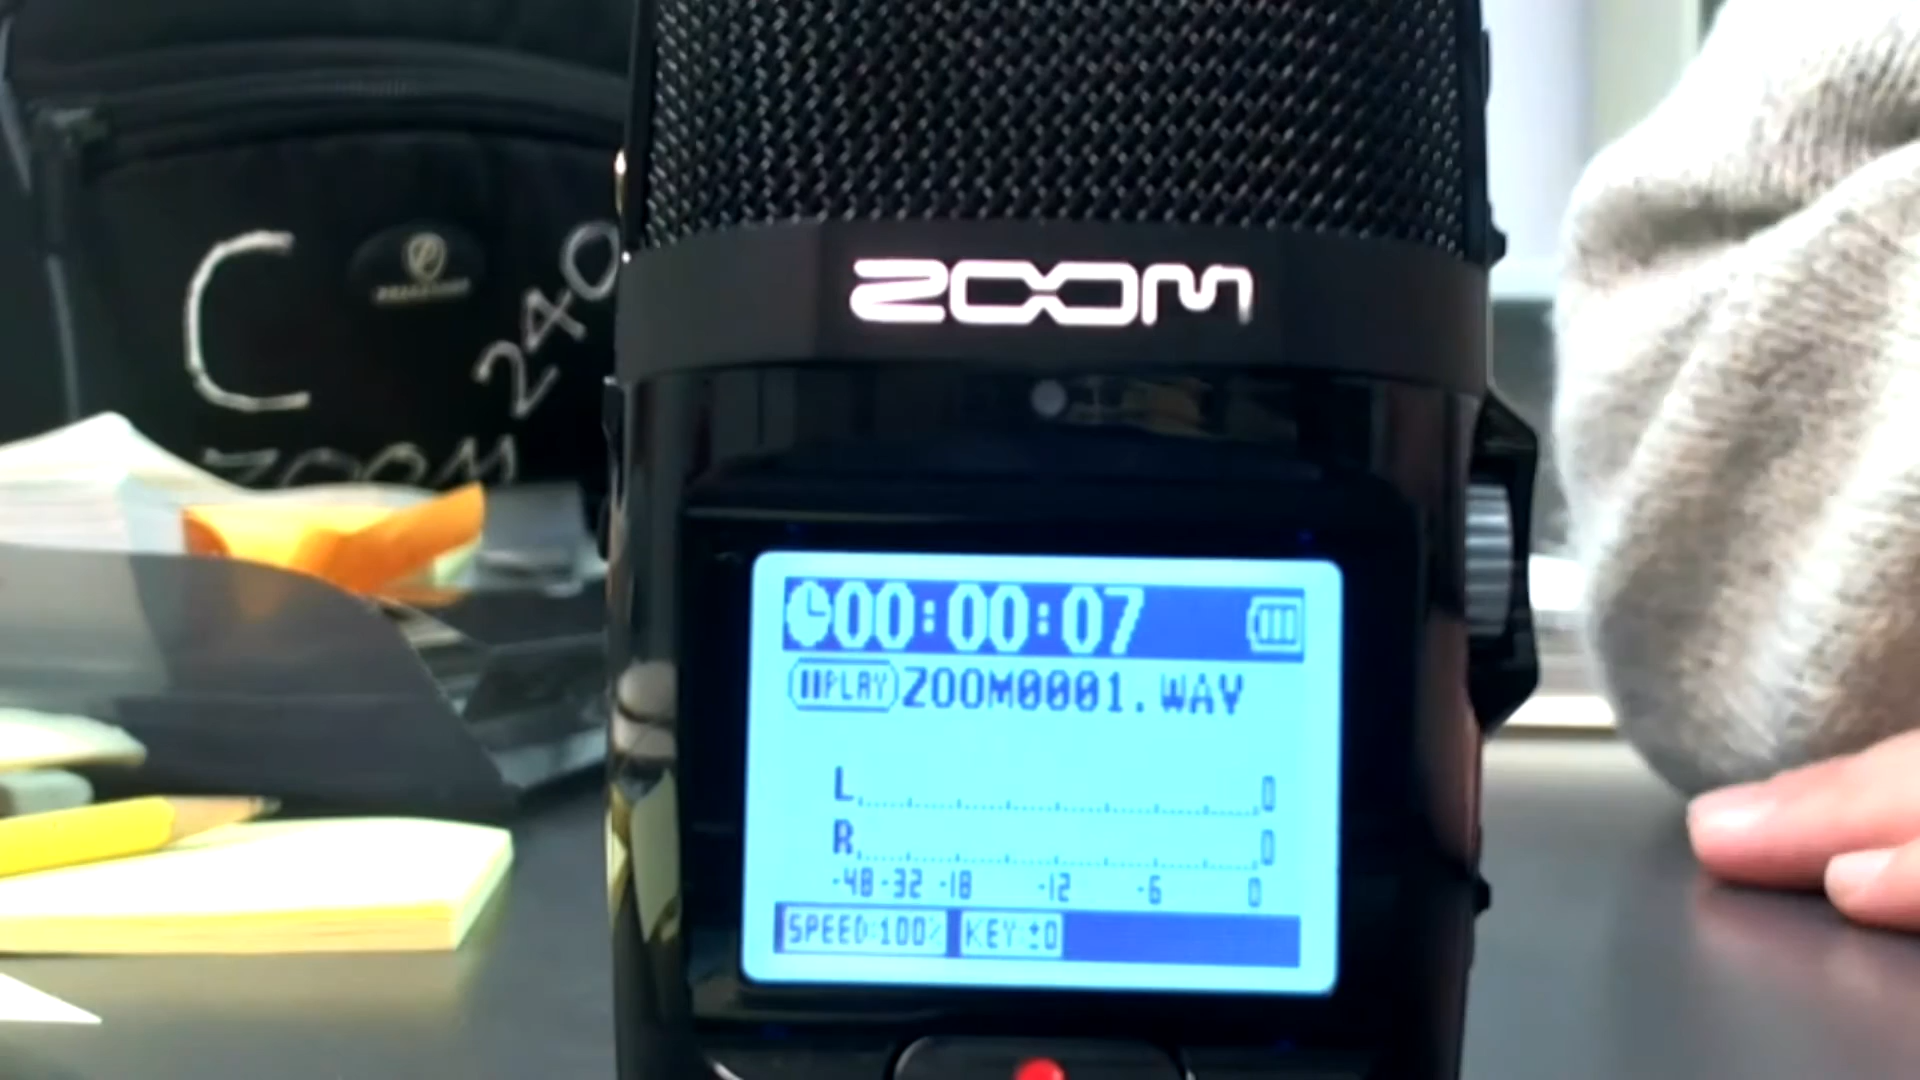 C
240
ZOOM
ZOOM
00:00:07
PLAY ZOOM0001.WAV
L 0
R 0
-48 -32 -18 -12 -6 0
SPEED:100% KEY:±0